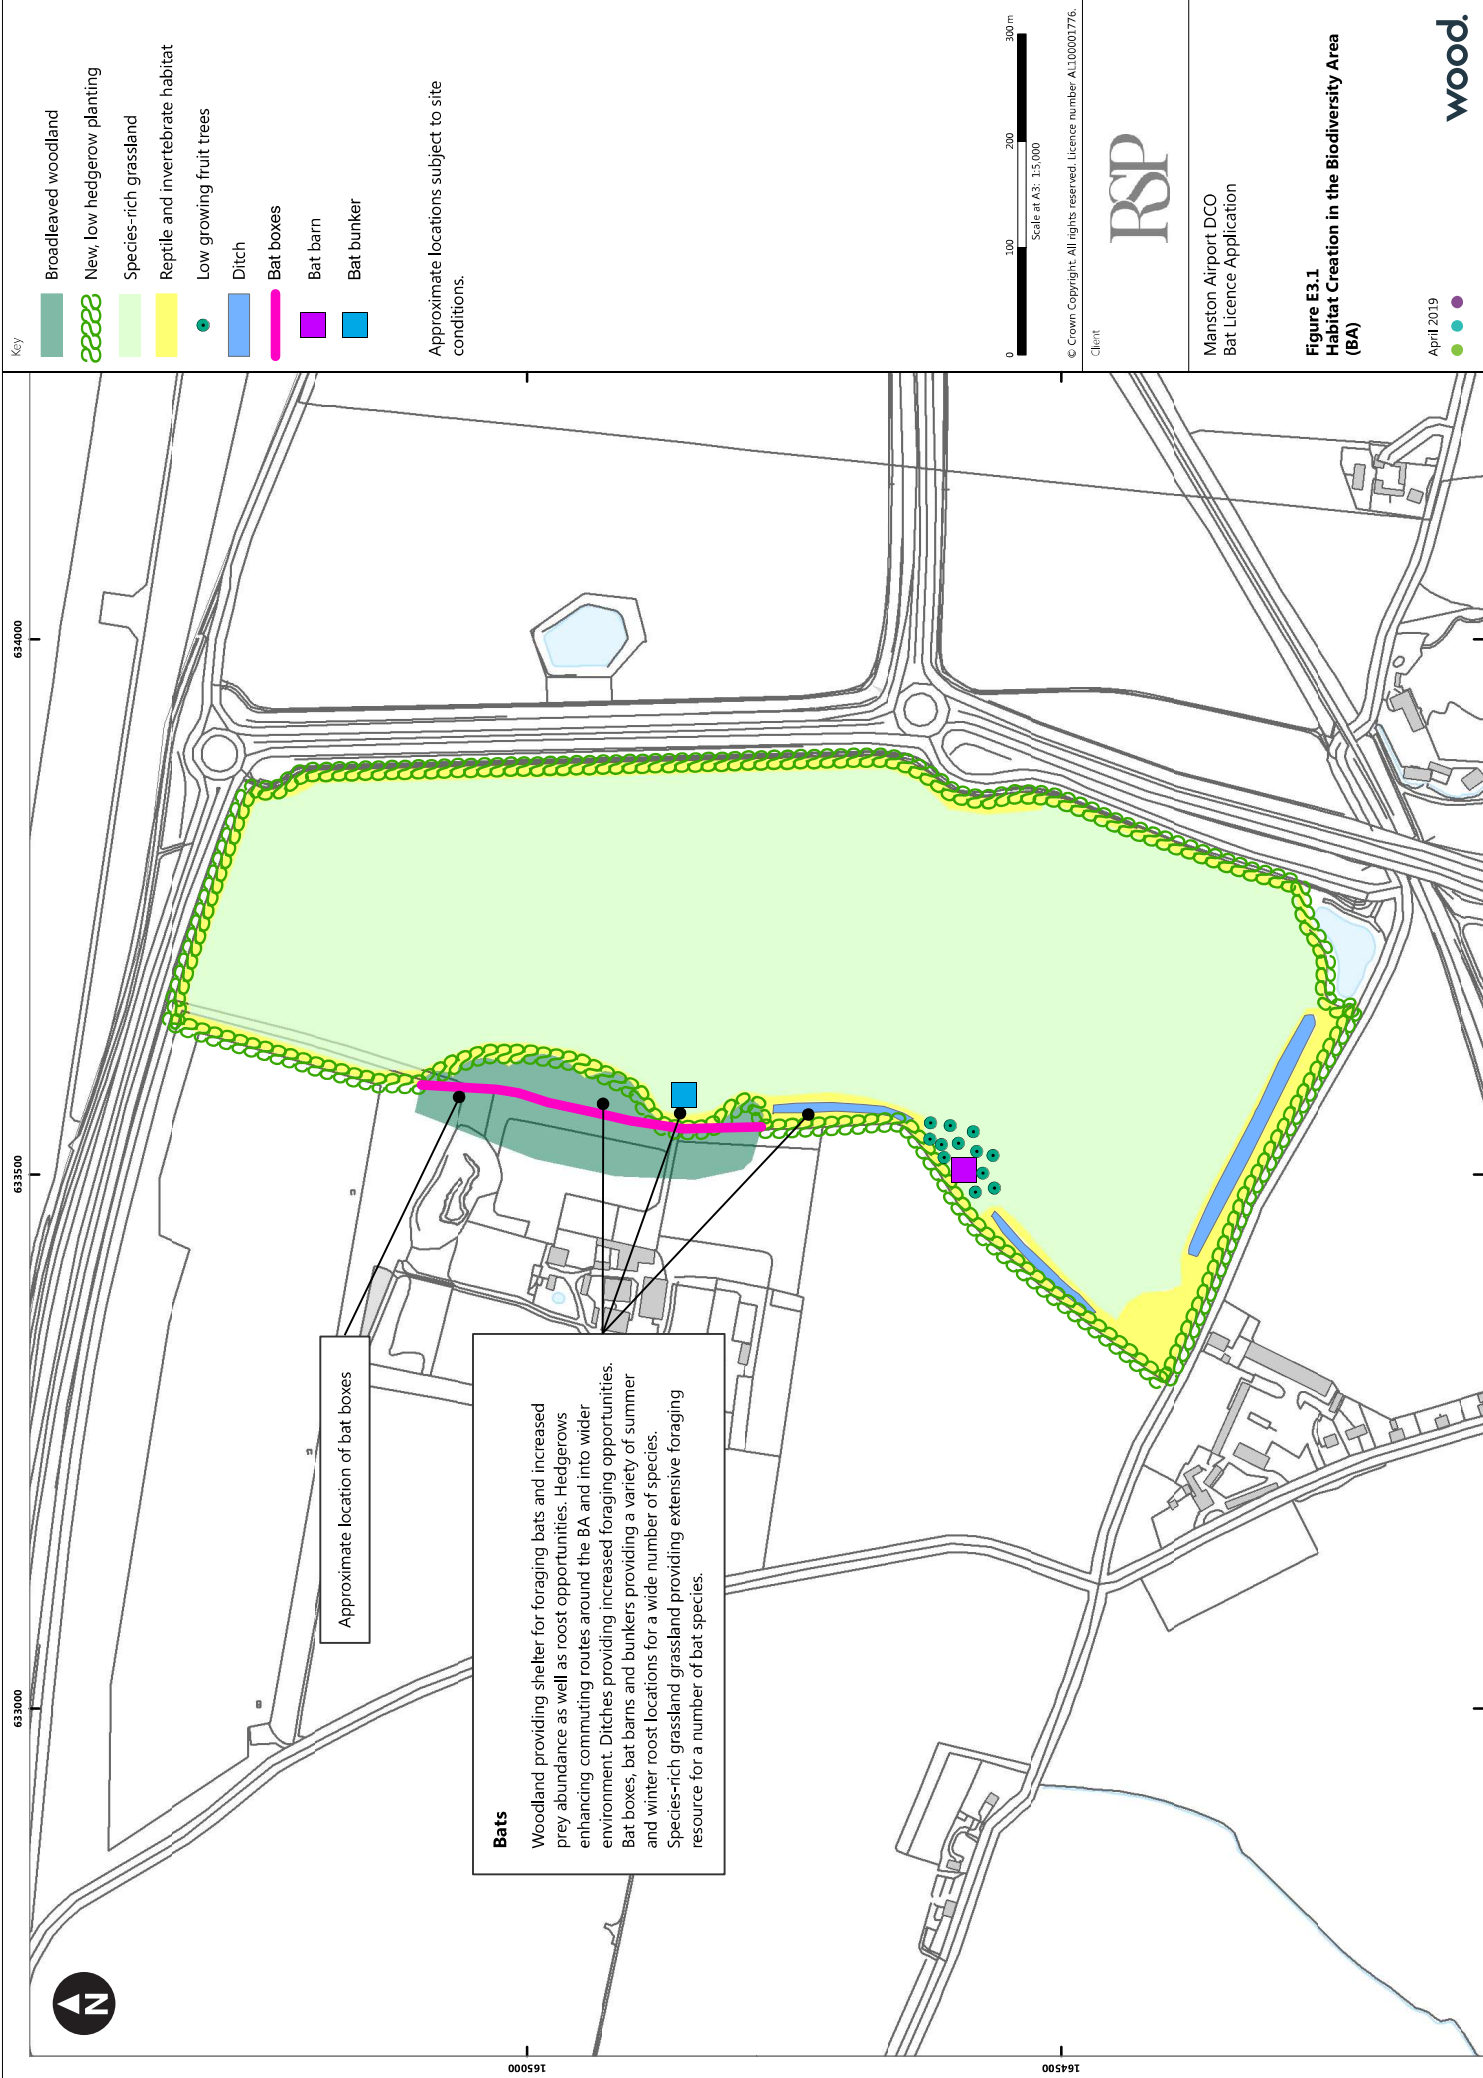 Key
Broadleaved woodland
New, low hedgerow planting
Species-rich grassland
Reptile and invertebrate habitat
Low growing fruit trees
Ditch
Bat boxes
Bat barn
Bat bunker
Approximate locations subject to site
conditions.
0 100 200 300 m
Scale at A3: 1:5,000
© Crown Copyright. All rights reserved. Licence number AL100001776.
Client
RSP
Manston Airport DCO
Bat Licence Application
Figure E3.1
Habitat Creation in the Biodiversity Area
(BA)
April 2019
wood.
634000
633500
633000
165000
164500
N
Approximate location of bat boxes
Bats
Woodland providing shelter for foraging bats and increased
prey abundance as well as roost opportunities. Hedgerows
enhancing commuting routes around the BA and into wider
environment. Ditches providing increased foraging opportunities.
Bat boxes, bat barns and bunkers providing a variety of summer
and winter roost locations for a wide number of species.
Species-rich grassland grassland providing extensive foraging
resource for a number of bat species.